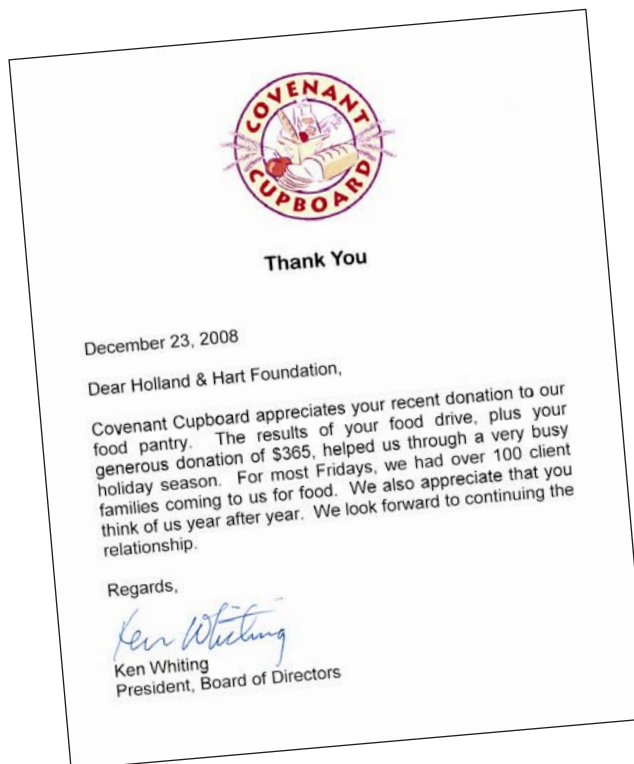 COVENANT
CUPBOARD
Thank You
December 23, 2008
Dear Holland & Hart Foundation,
Covenant Cupboard appreciates your recent donation to our
food pantry. The results of your food drive, plus your
generous donation of $365, helped us through a very busy
holiday season. For most Fridays, we had over 100 client
families coming to us for food. We also appreciate that you
think of us year after year. We look forward to continuing the
relationship.
Regards,
Ken Whiting
Ken Whiting
President, Board of Directors